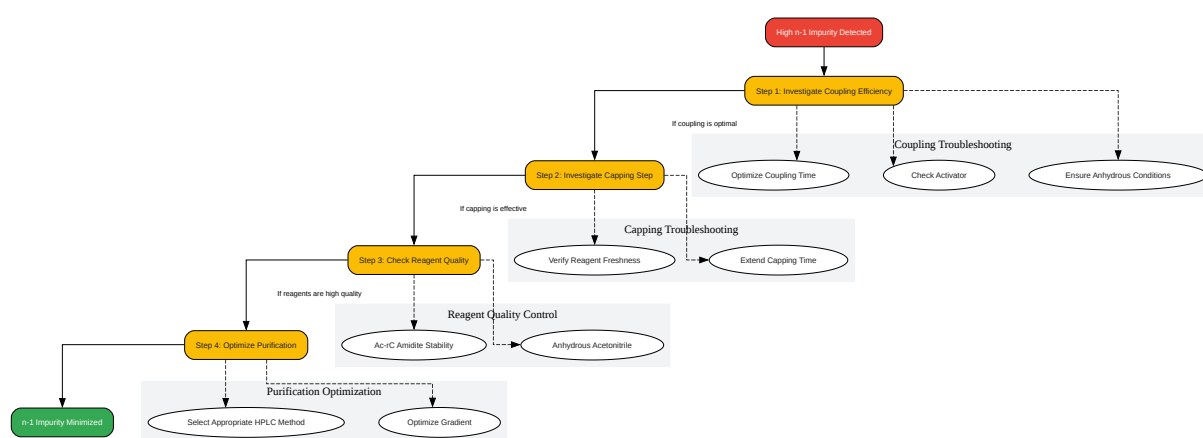 High n-1 Impurity Detected
Step 1: Investigate Coupling Efficiency
If coupling is optimal
Coupling Troubleshooting
Optimize Coupling Time
Check Activator
Ensure Anhydrous Conditions
Step 2: Investigate Capping Step
If capping is effective
Capping Troubleshooting
Verify Reagent Freshness
Extend Capping Time
Step 3: Check Reagent Quality
If reagents are high quality
Reagent Quality Control
Ac-rC Amidite Stability
Anhydrous Acetonitrile
Step 4: Optimize Purification
Purification Optimization
Select Appropriate HPLC Method
Optimize Gradient
n-1 Impurity Minimized